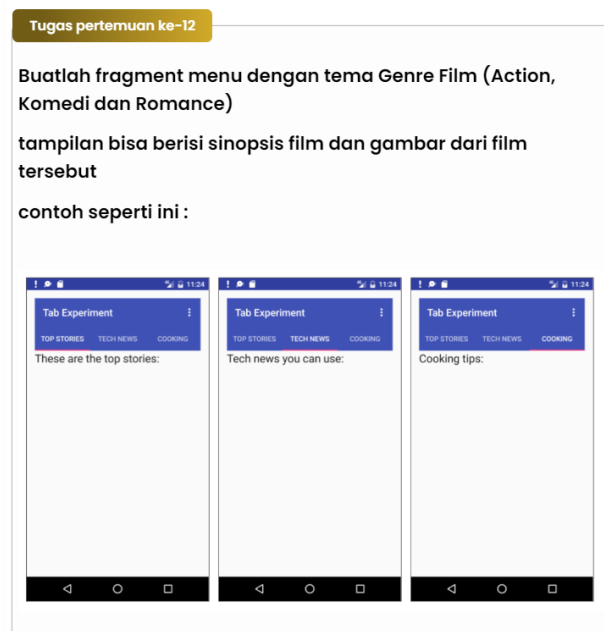 Tugas pertemuan ke-12
Buatlah fragment menu dengan tema Genre Film (Action,
Komedi dan Romance)
tampilan bisa berisi sinopsis film dan gambar dari film
tersebut
contoh seperti ini :
11:24
Tab Experiment
TOP STORIES TECH NEWS COOKING
These are the top stories:
11:24
Tab Experiment
TOP STORIES TECH NEWS COOKING
Tech news you can use:
11:24
Tab Experiment
TOP STORIES TECH NEWS COOKING
Cooking tips: